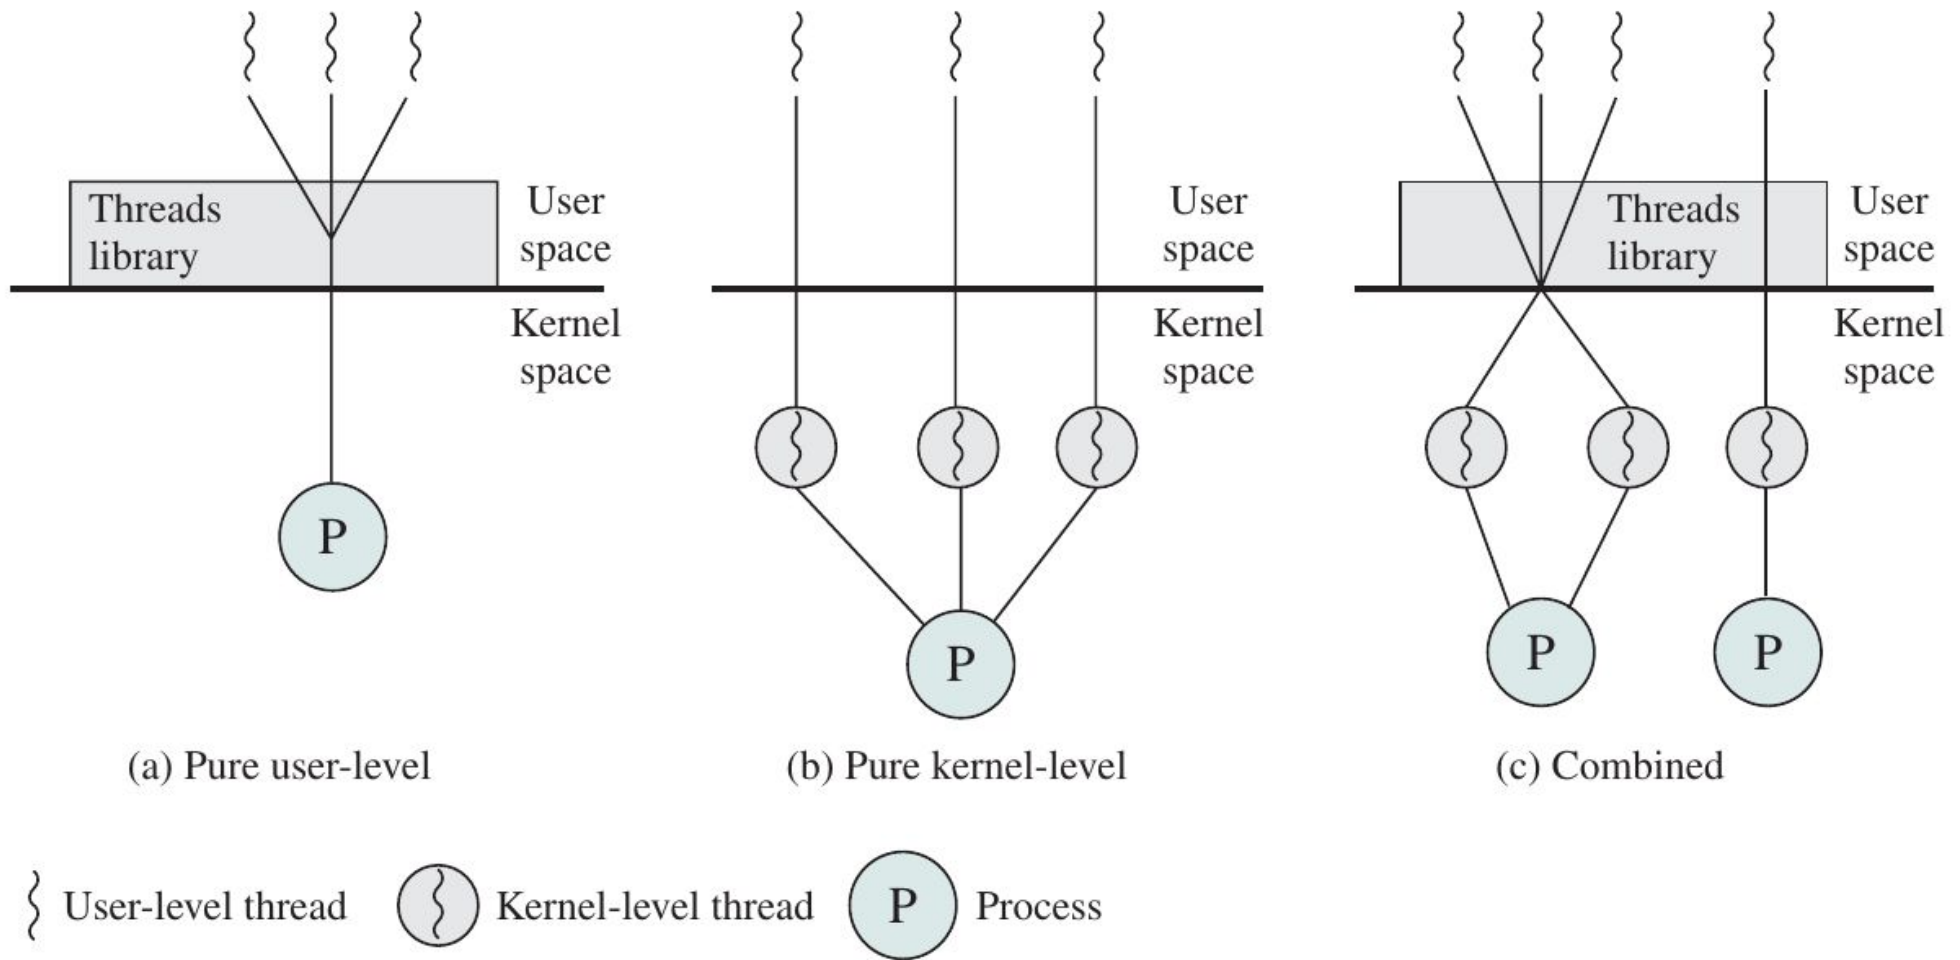 Threads
library
User
space
Kernel
space
P
(a) Pure user-level
User
space
Kernel
space
P
(b) Pure kernel-level
Threads
library
User
space
Kernel
space
P
P
(c) Combined
User-level thread
Kernel-level thread
P
Process